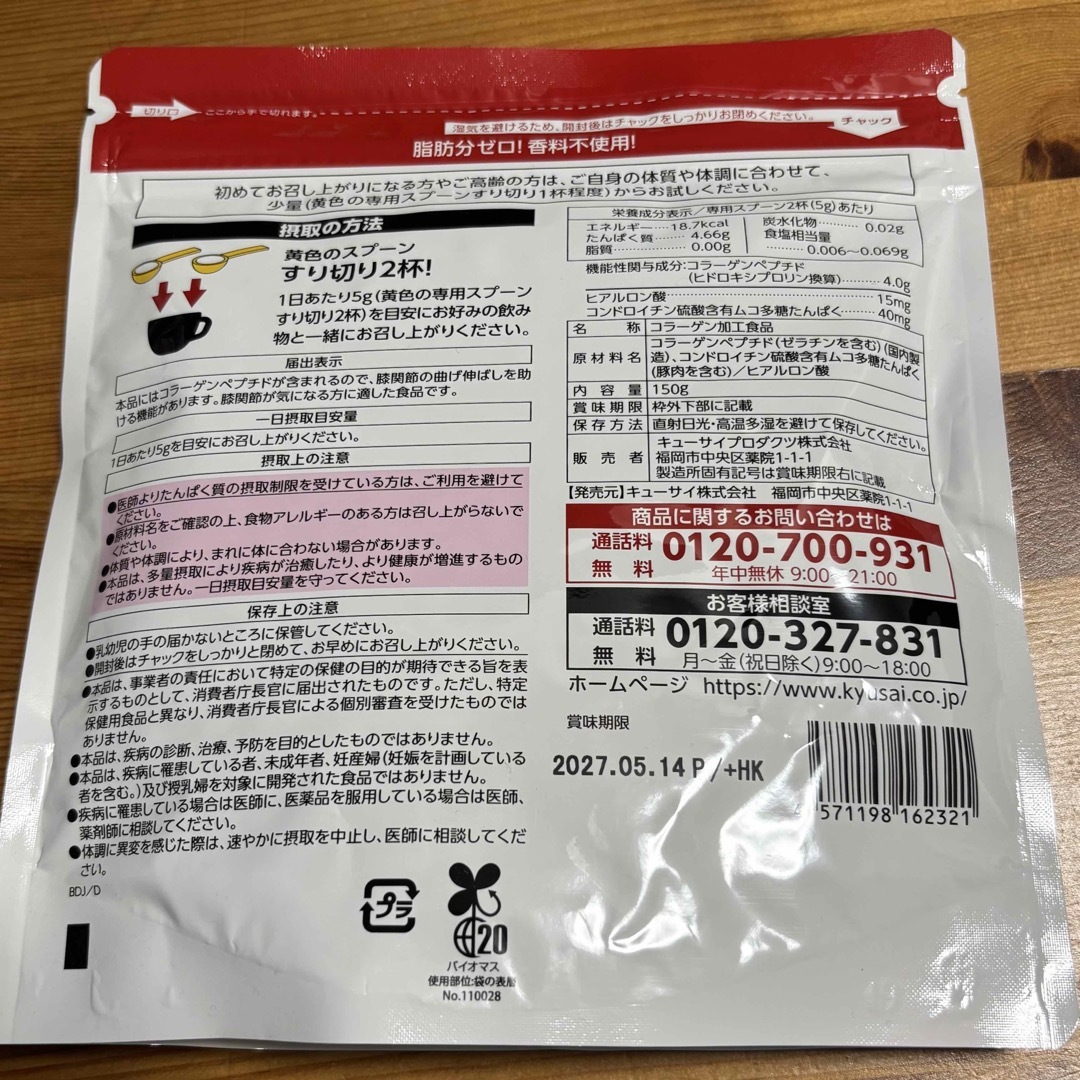 切り口
ここから手で切れます。
湿気を避けるため、開封後はチャックをしっかりお閉めください。
チャック
脂肪分ゼロ!香料不使用!
初めてお召し上がりになる方やご高齢の方は、ご自身の体質や体調に合わせて、
少量(黄色の専用スプーンすり切り1杯程度)からお試しください。
摂取の方法
黄色のスプーン
すり切り2杯!
1日あたり5g(黄色の専用スプーン
すり切り2杯)を目安にお好みの飲み
物と一緒にお召し上がりください。
届出表示
本品にはコラーゲンペプチドが含まれるので、膝関節の曲げ伸ばしを助
ける機能があります。膝関節が気になる方に適した食品です。
一日摂取目安量
1日あたり5gを目安にお召し上がりください。
摂取上の注意
●医師よりたんぱく質の摂取制限を受けている方は、ご利用を避けて
ください。
●原材料名をご確認の上、食物アレルギーのある方は召し上がらないで
ください。
●体質や体調により、まれに体に合わない場合があります。
●本品は、多量摂取により疾病が治癒したり、より健康が増進するもの
ではありません。一日摂取目安量を守ってください。
保存上の注意
●乳幼児の手の届かないところに保管してください。
●開封後はチャックをしっかりと閉めて、お早めにお召し上がりください。
●本品は、事業者の責任において特定の保健の目的が期待できる旨を表
示するものとして、消費者庁長官に届出されたものです。ただし、特定
保健用食品と異なり、消費者庁長官による個別審査を受けたものでは
ありません。
●本品は、疾病の診断、治療、予防を目的としたものではありません。
●本品は、疾病に罹患している者、未成年者、妊産婦(妊娠を計画している
者を含む。)及び授乳婦を対象に開発された食品ではありません。
●疾病に罹患している場合は医師に、医薬品を服用している場合は医師、
薬剤師に相談してください。
●体調に異変を感じた際は、速やかに摂取を中止し、医師に相談してくだ
さい。
BDJ/D
プラ
20
バイオマス
使用部位:袋の表層
No.110028
栄養成分表示/専用スプーン2杯(5g)あたり
エネルギー 18.7kcal
たんぱく質 4.66g
脂質 0.00g
炭水化物 0.02g
食塩相当量
0.006〜0.069g
機能性関与成分:コラーゲンペプチド
(ヒドロキシプロリン換算) 4.0g
ヒアルロン酸 15mg
コンドロイチン硫酸含有ムコ多糖たんぱく 40mg
名称 コラーゲン加工食品
原材料名 コラーゲンペプチド(ゼラチンを含む)(国内製
造)、コンドロイチン硫酸含有ムコ多糖たんぱく
(豚肉を含む)/ヒアルロン酸
内容量 150g
賞味期限 枠外下部に記載
保存方法 直射日光・高温多湿を避けて保存してください。
販売者 キューサイプロダクツ株式会社
福岡市中央区薬院1-1-1
製造所固有記号は賞味期限右に記載
【発売元】キューサイ株式会社 福岡市中央区薬院1-1-1
商品に関するお問い合わせは
通話料無料 0120-700-931
年中無休 9:00〜21:00
お客様相談室
通話料無料 0120-327-831
月〜金(祝日除く)9:00〜18:00
ホームページ https://www.kyusai.co.jp/
賞味期限
2027.05.14 P /+HK
571198 162321